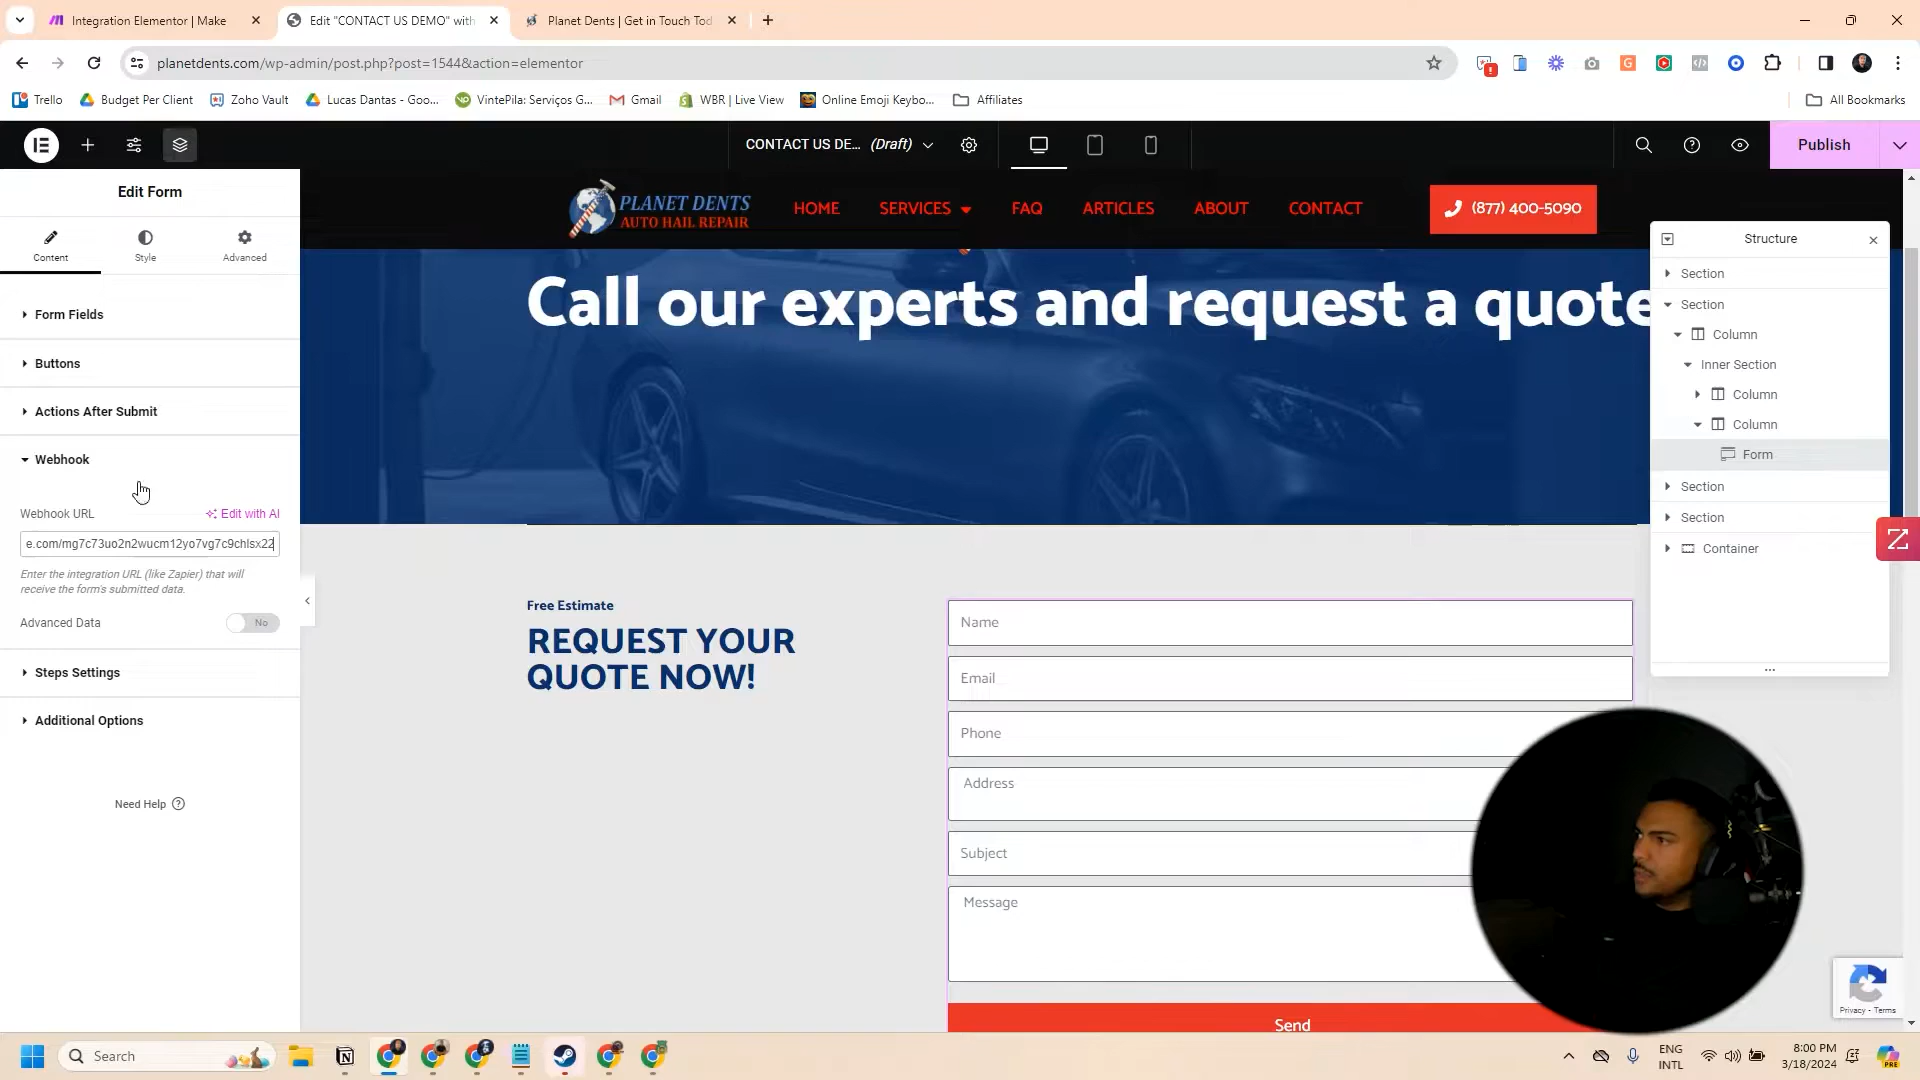 Integration Elementor | Make
Edit "CONTACT US DEMO" with
Planet Dents | Get in Touch Tod
planetdents.com/wp-admin/post.php?post=1544&action=elementor
Trello
Budget Per Client
Zoho Vault
Lucas Dantas - Goo...
VintePila: Serviços G...
Gmail
WBR | Live View
Online Emoji Keybo...
Affiliates
All Bookmarks
CONTACT US DE... (Draft)
Publish
Edit Form
Content
Style
Advanced
Form Fields
Buttons
Actions After Submit
Webhook
Webhook URL
Edit with AI
e.com/mg7c73uo2n2wucm12yo7vg7c9chlsx22
Enter the integration URL (like Zapier) that will
receive the form's submitted data.
Advanced Data
No
Steps Settings
Additional Options
Need Help
PLANET DENTS
AUTO HAIL REPAIR
HOME
SERVICES
FAQ
ARTICLES
ABOUT
CONTACT
(877) 400-5090
Call our experts and request a quote
Free Estimate
REQUEST YOUR
QUOTE NOW!
Name
Email
Phone
Address
Subject
Message
Send
Structure
Section
Section
Column
Inner Section
Column
Column
Form
Section
Section
Container
Privacy - Terms
Search
ENG
INTL
8:00 PM
3/18/2024
PRE